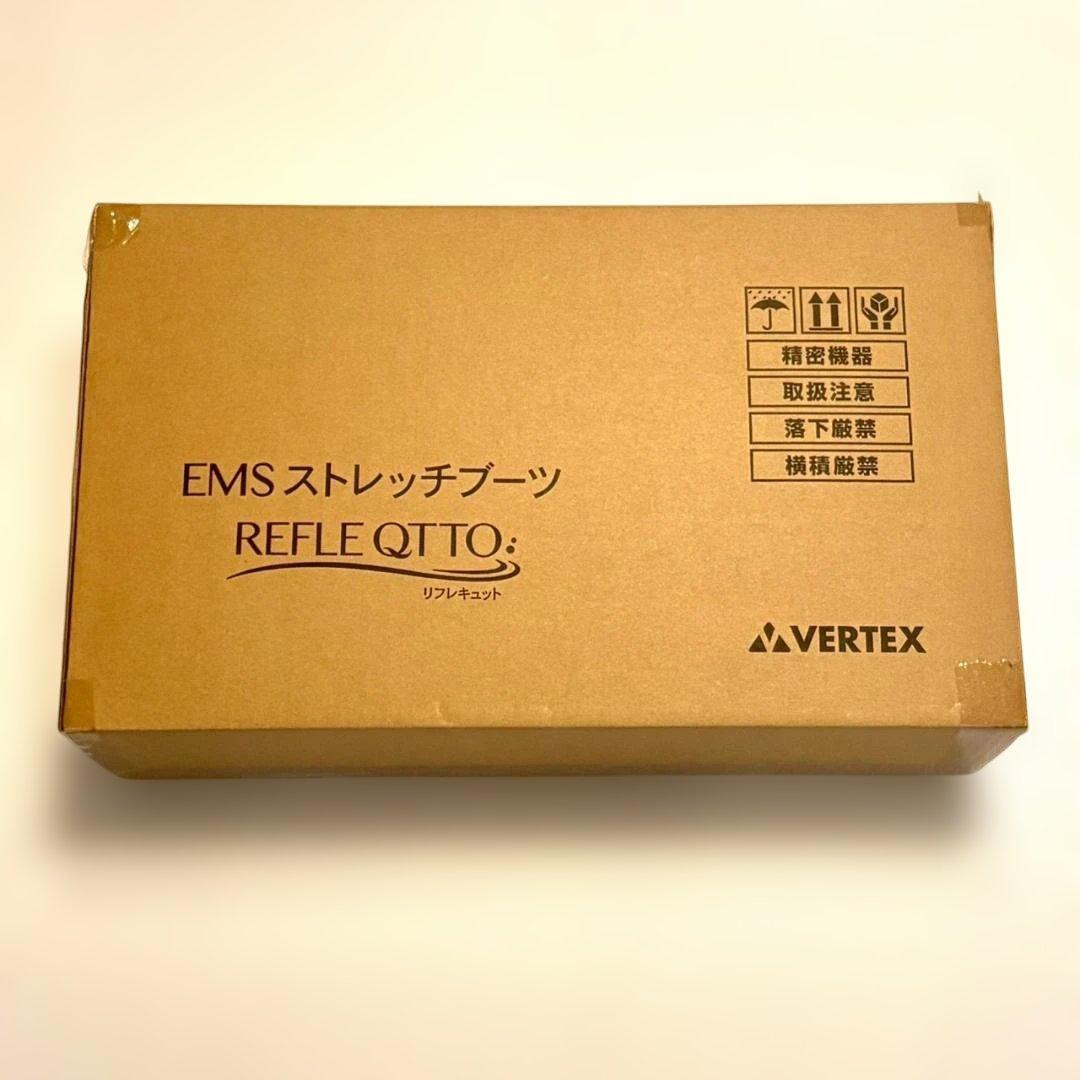 精密機器
取扱注意
落下厳禁
横積厳禁
EMS ストレッチブーツ
REFLE QTTO
リフレキュット
VERTEX